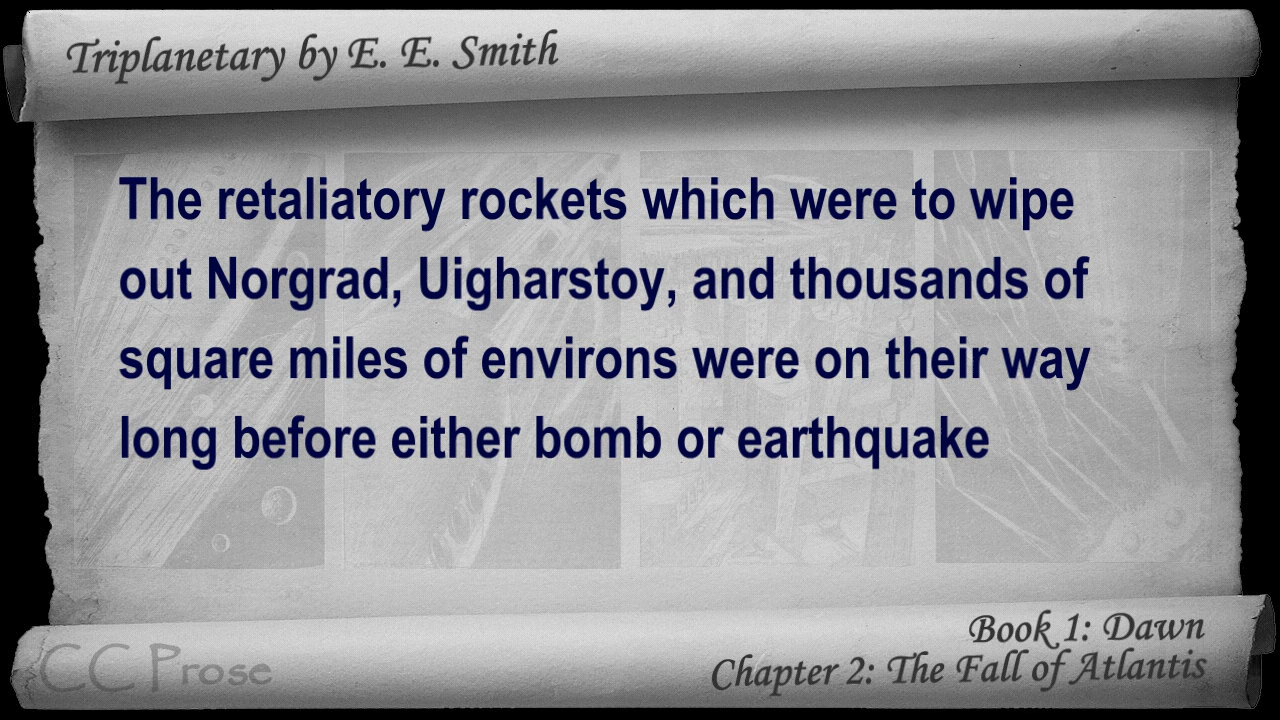 Triplanetary by E. E. Smith
The retaliatory rockets which were to wipe
out Norgrad, Uigharstoy, and thousands of
square miles of environs were on their way
long before either bomb or earthquake
Book 1: Dawn
Chapter 2: The Fall of Atlantis
CC Prose